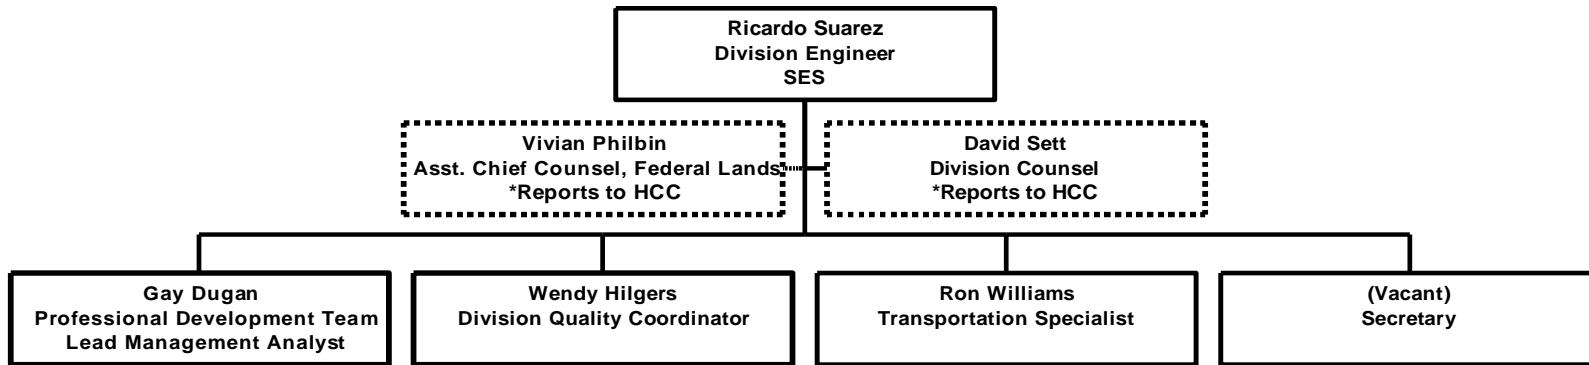 Ricardo Suarez
Division Engineer
SES
Vivian Philbin
Asst. Chief Counsel, Federal Lands
*Reports to HCC
David Sett
Division Counsel
*Reports to HCC
Gay Dugan
Professional Development Team
Lead Management Analyst
Wendy Hilgers
Division Quality Coordinator
Ron Williams
Transportation Specialist
(Vacant)
Secretary